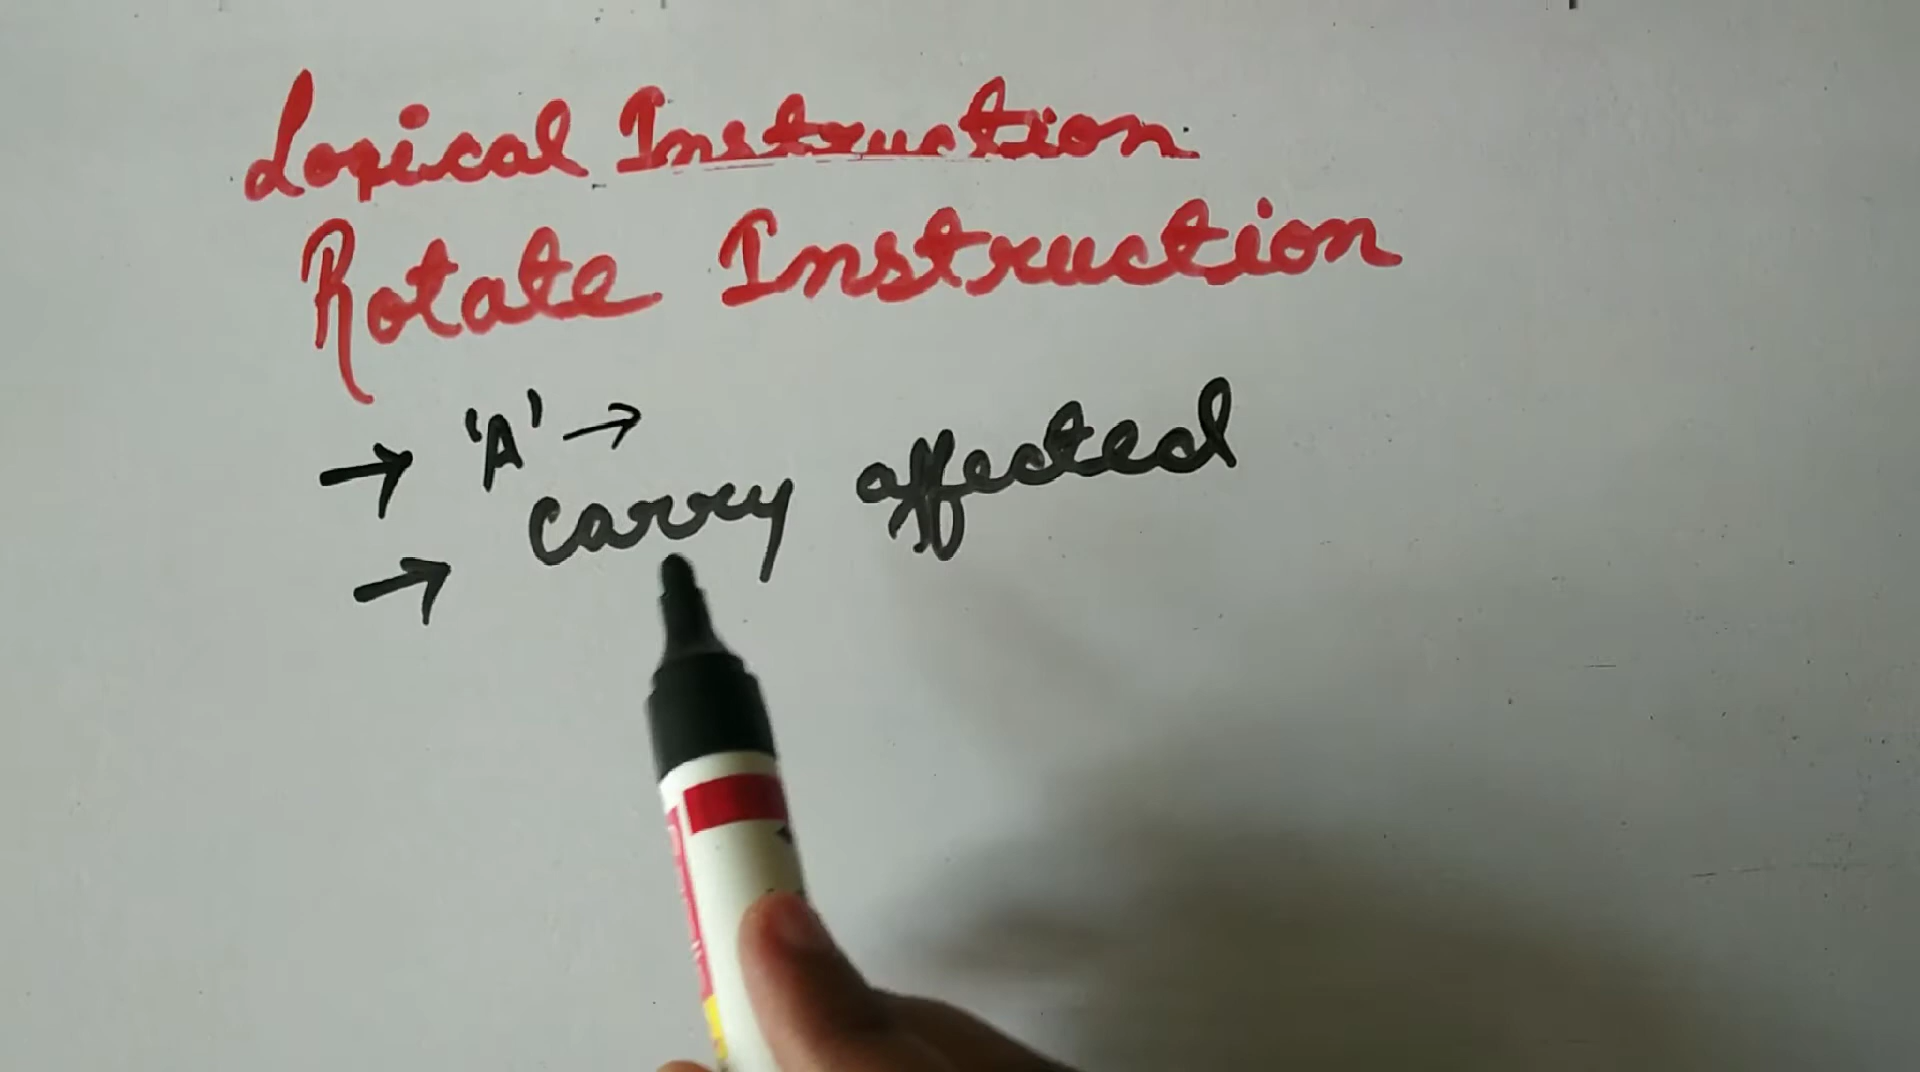 Logical Instruction
Rotate Instruction
→ 'A' →
→ carry affected